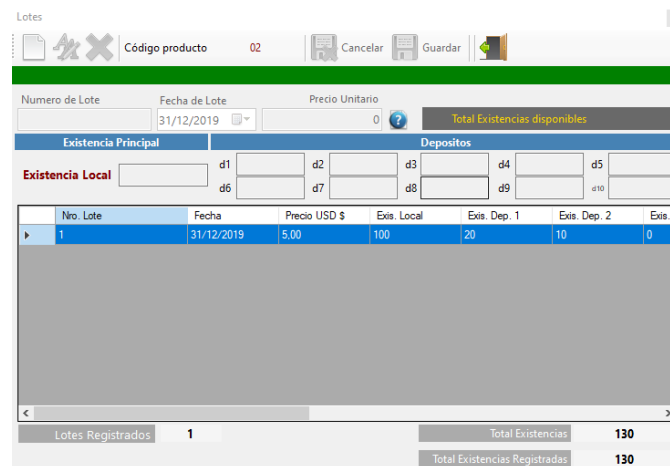 Lotes
Código producto 02 Cancelar Guardar
Numero de Lote Fecha de Lote Precio Unitario
31/12/2019 0 ? Total Existencias disponibles
Existencia Principal Depositos
Existencia Local d1 d2 d3 d4 d5
d6 d7 d8 d9 d10
Nro. Lote Fecha Precio USD $ Exis. Local Exis. Dep. 1 Exis. Dep. 2 Exis.
1 31/12/2019 5,00 100 20 10 0
Lotes Registrados 1 Total Existencias 130
Total Existencias Registradas 130